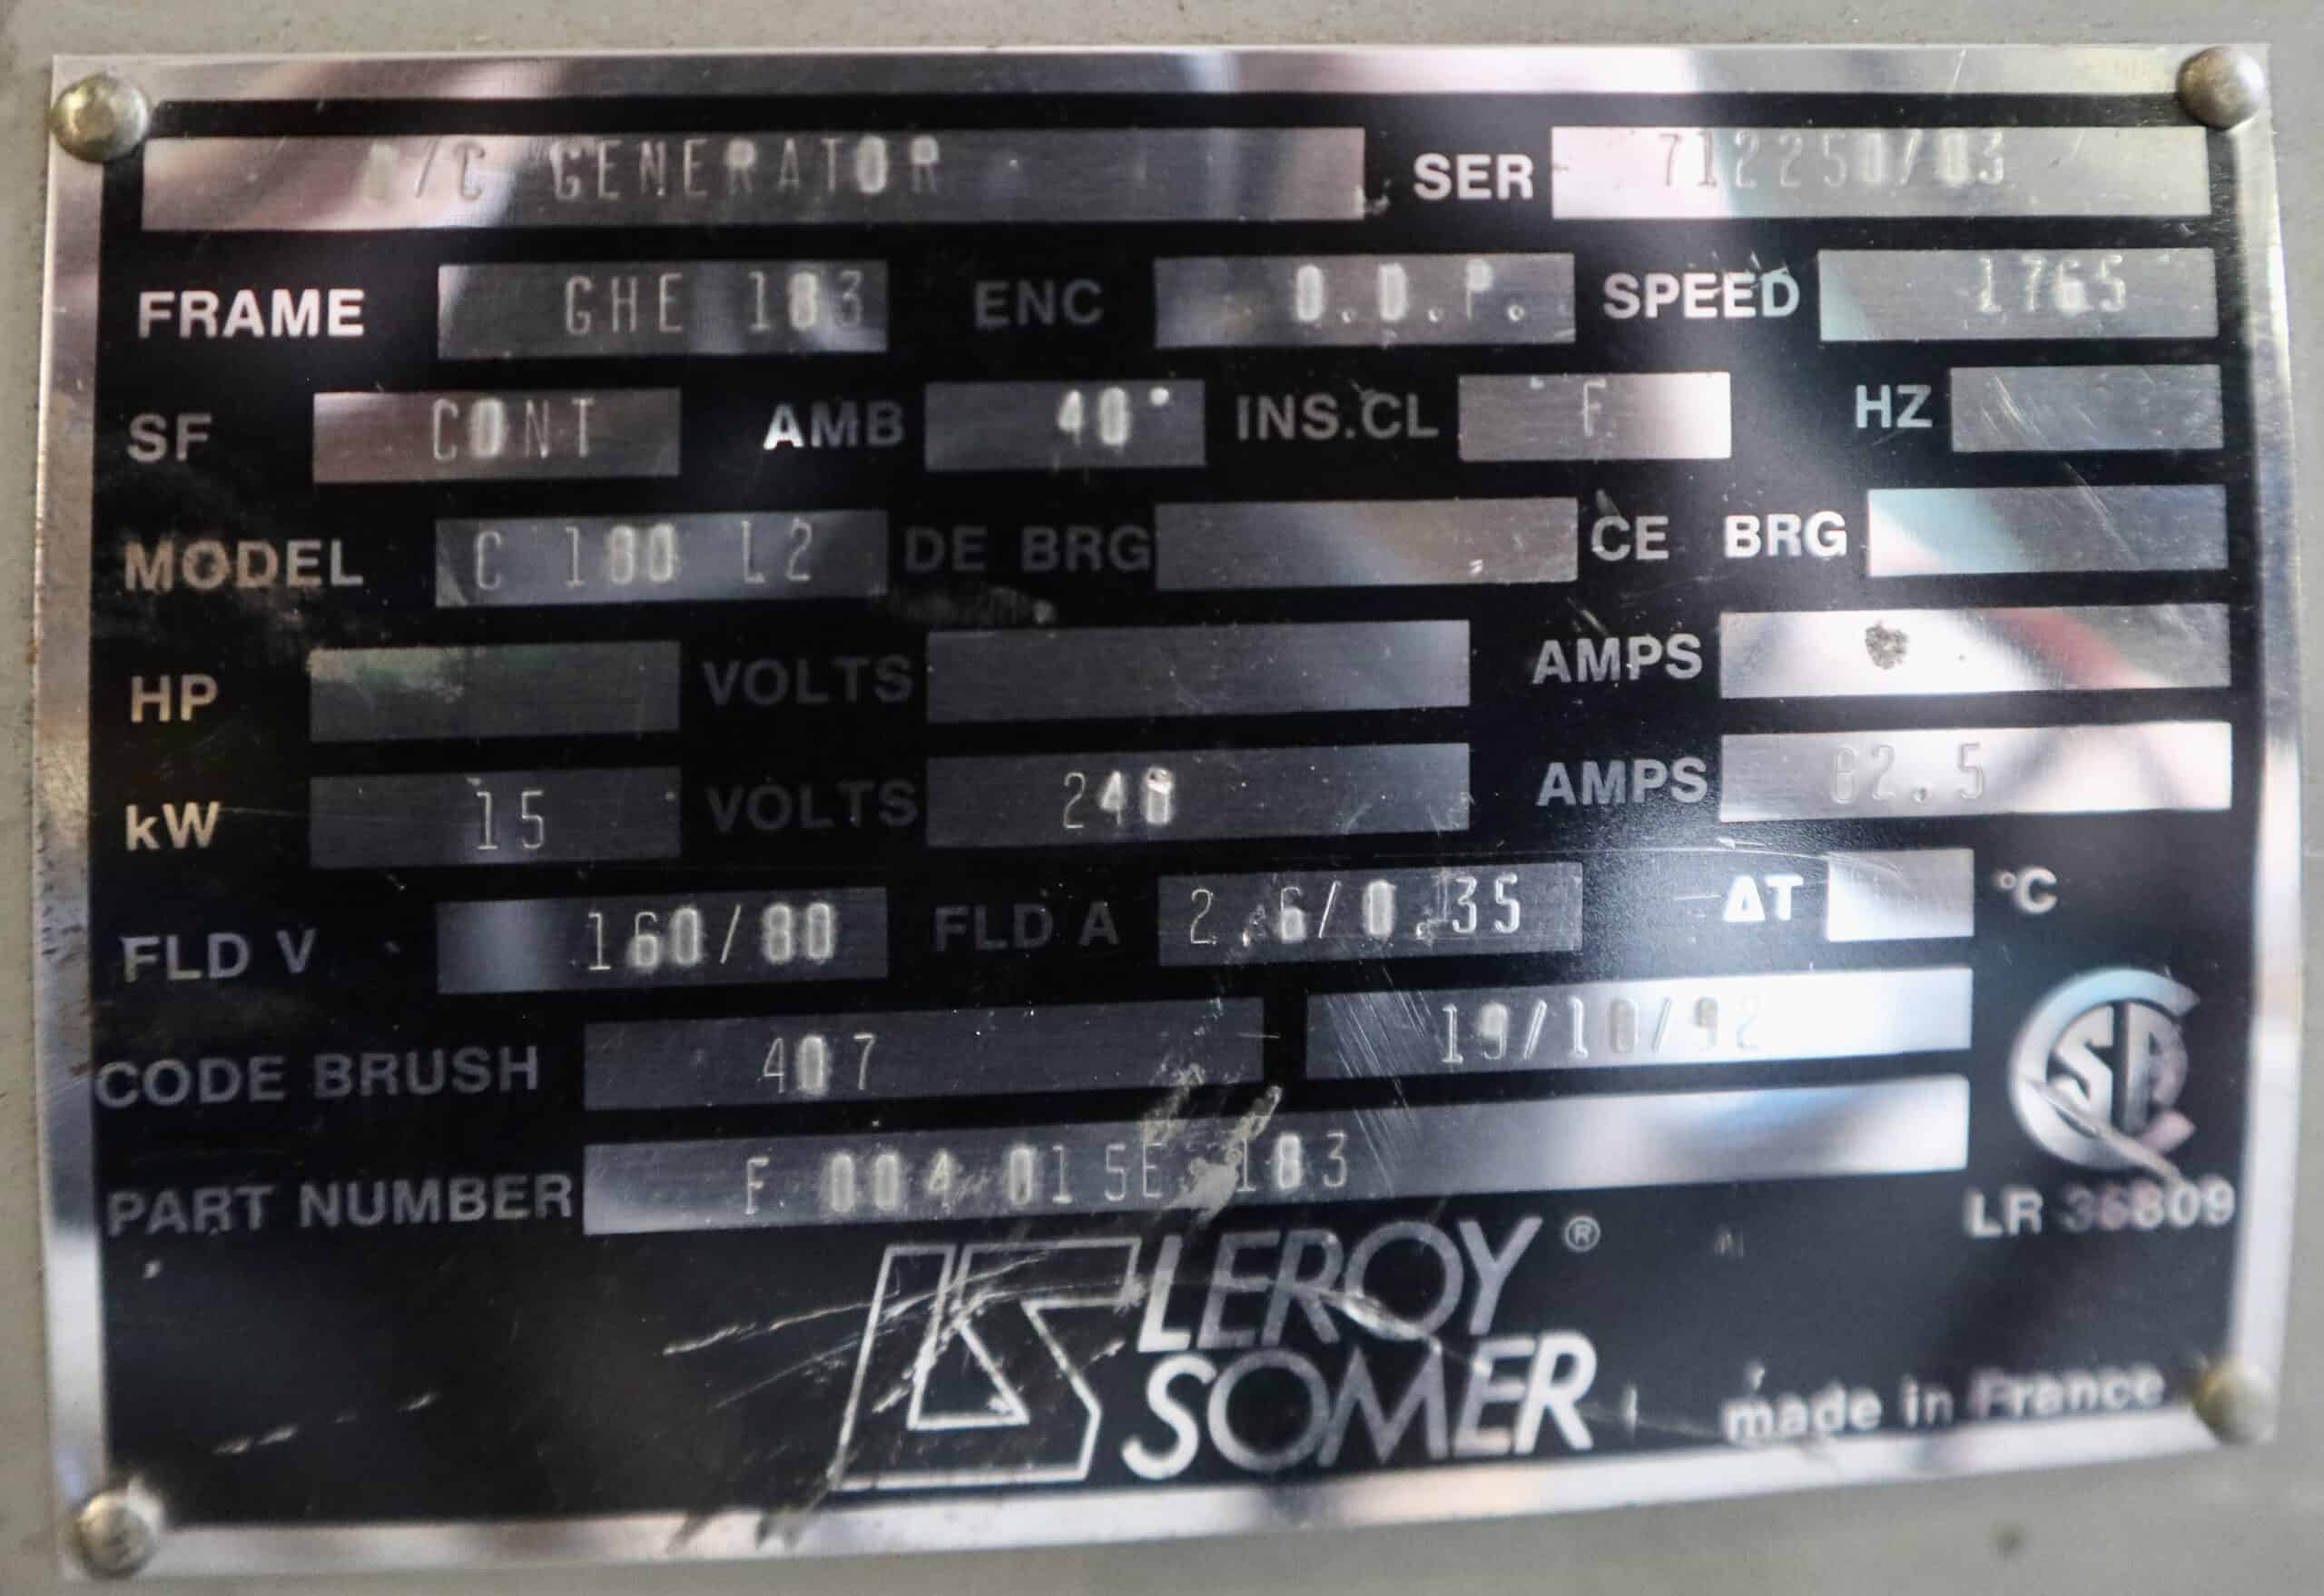 D/C GENERATOR SER 712250/03
FRAME GHE 183 ENC O.D.P. SPEED 1765
SF CONT AMB 40° INS.CL F HZ
MODEL C 180 L2 DE BRG CE BRG
HP VOLTS AMPS
kW 15 VOLTS 240 AMPS 62.5
FLD V 160/80 FLD A 2.6/0.35 ΔT °C
CODE BRUSH 407 19/10/92
PART NUMBER F 004 01 5E 183
LR 36809
LS LEROY ®
SOMER
made in France